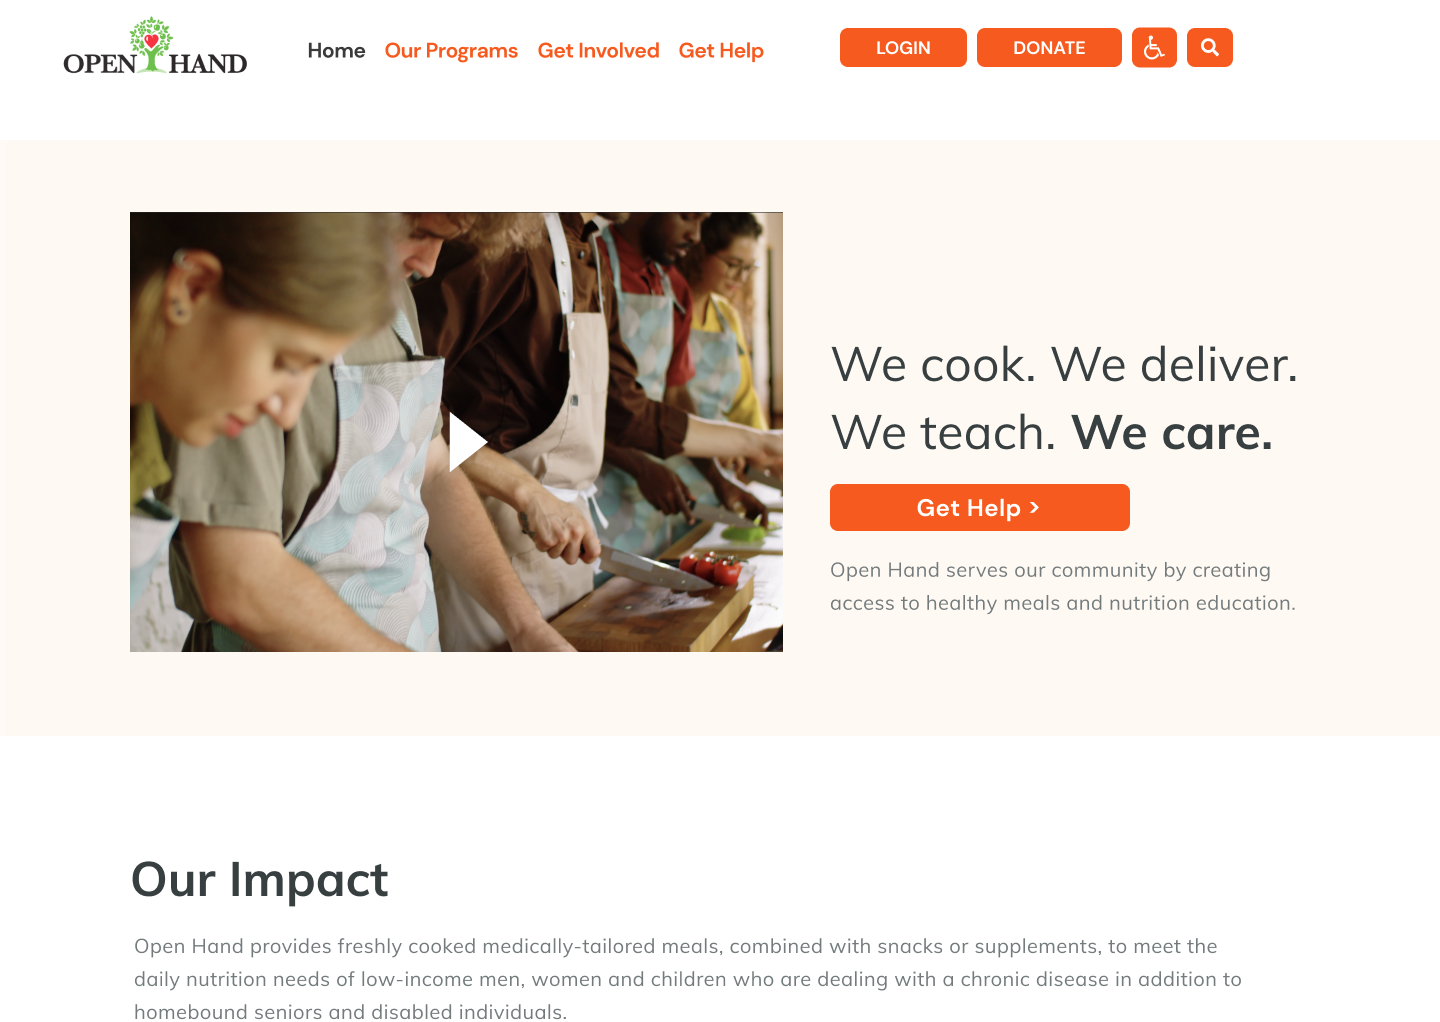 OPEN HAND
Home Our Programs Get Involved Get Help
LOGIN DONATE
We cook. We deliver.
We teach. We care.
Get Help >
Open Hand serves our community by creating
access to healthy meals and nutrition education.
Our Impact
Open Hand provides freshly cooked medically-tailored meals, combined with snacks or supplements, to meet the
daily nutrition needs of low-income men, women and children who are dealing with a chronic disease in addition to
homebound seniors and disabled individuals.